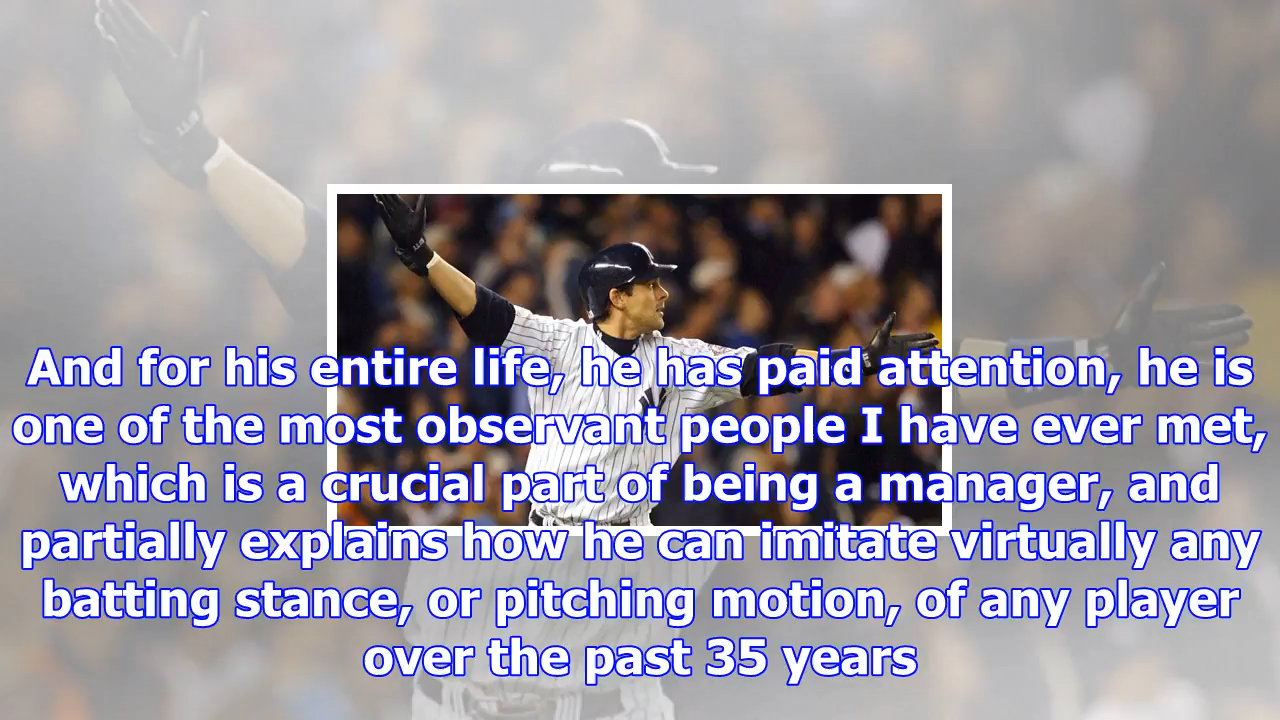 And for his entire life, he has paid attention, he is
one of the most observant people I have ever met,
which is a crucial part of being a manager, and
partially explains how he can imitate virtually any
batting stance, or pitching motion, of any player
over the past 35 years